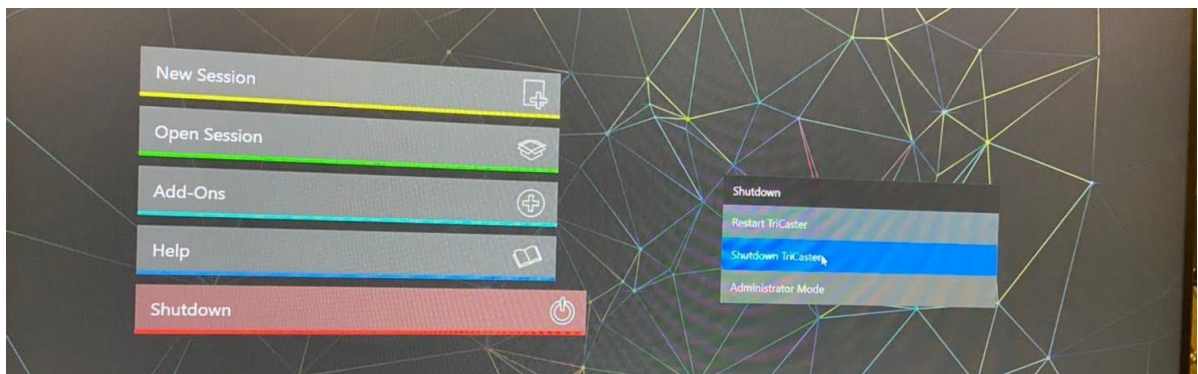 New Session
Open Session
Add-Ons
Help
Shutdown
Shutdown
Restart TriCaster
Shutdown TriCaster
Administrator Mode